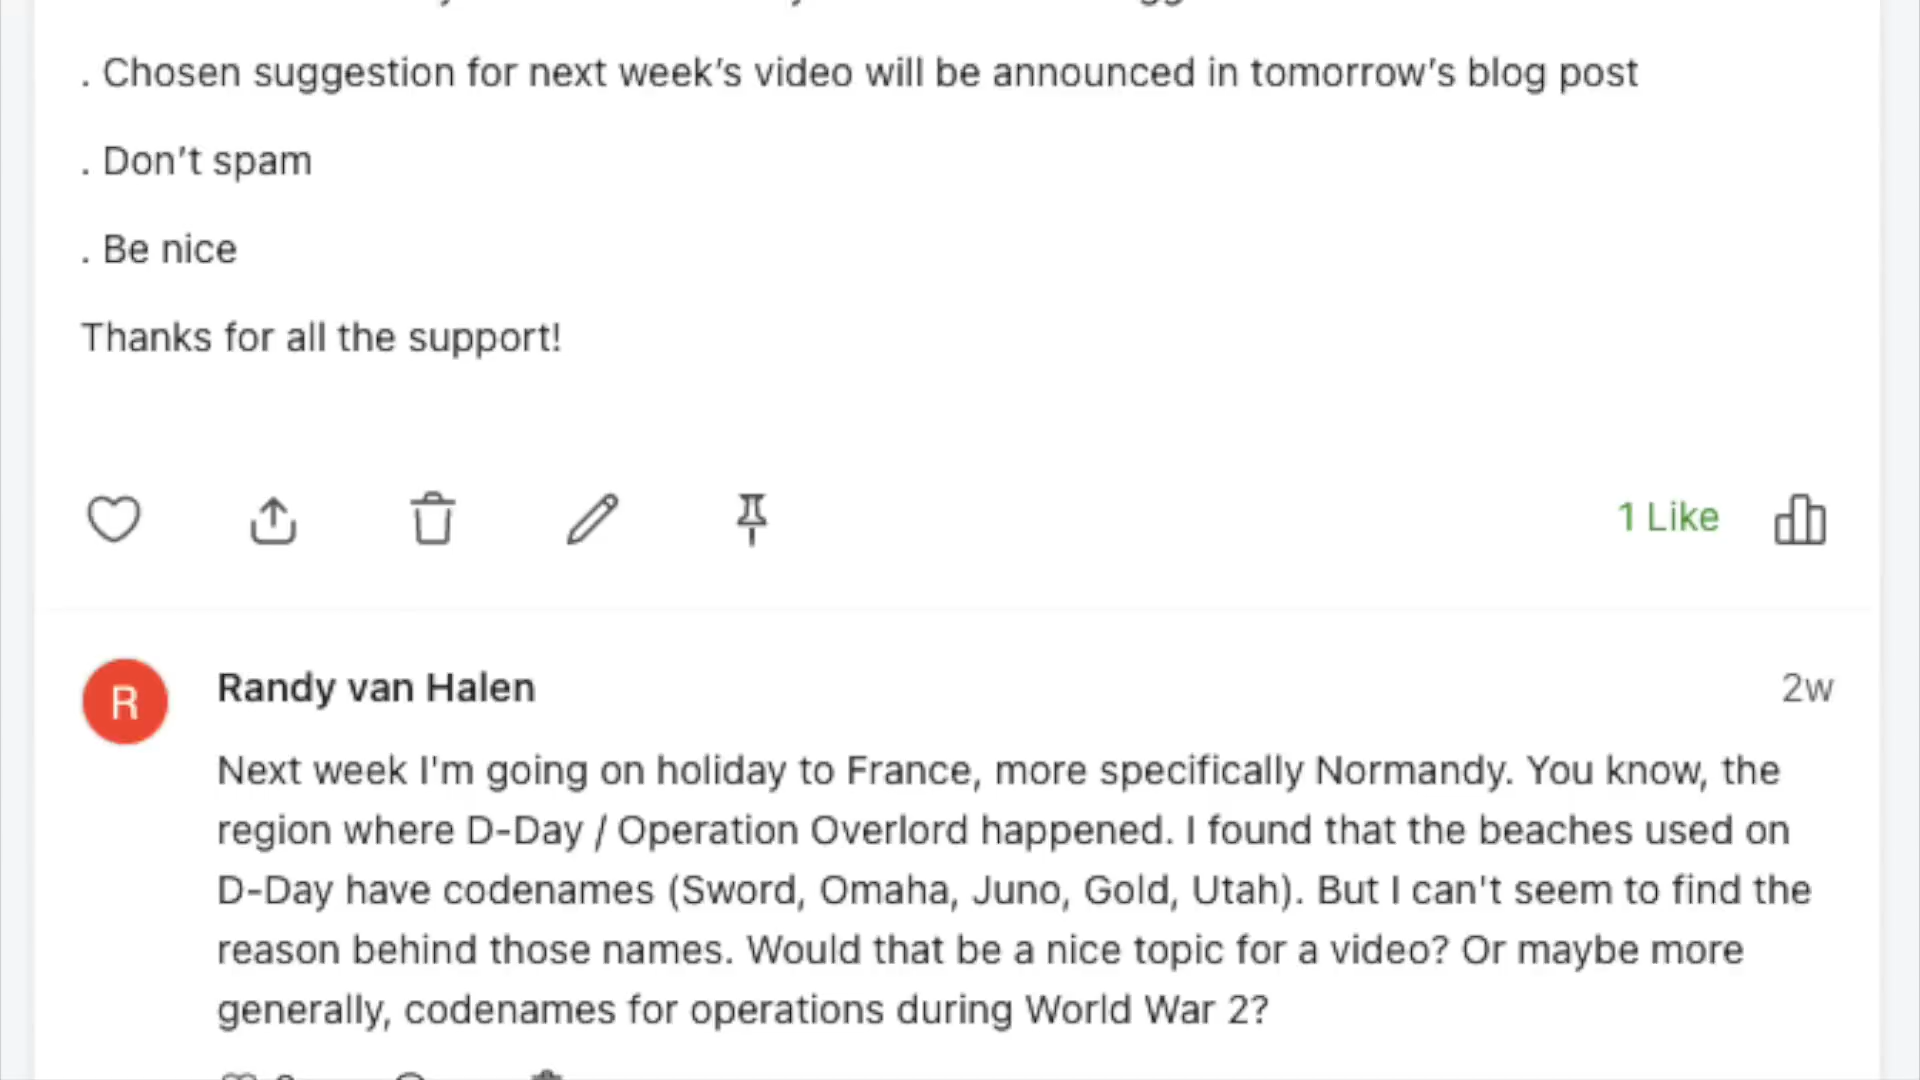 . Chosen suggestion for next week’s video will be announced in tomorrow’s blog post
. Don’t spam
. Be nice
Thanks for all the support!
1 Like
R
Randy van Halen
2w
Next week I'm going on holiday to France, more specifically Normandy. You know, the
region where D-Day / Operation Overlord happened. I found that the beaches used on
D-Day have codenames (Sword, Omaha, Juno, Gold, Utah). But I can't seem to find the
reason behind those names. Would that be a nice topic for a video? Or maybe more
generally, codenames for operations during World War 2?